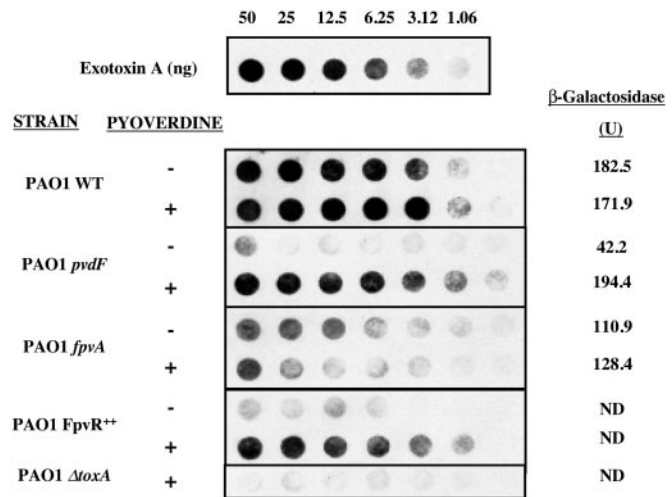 50 25 12.5 6.25 3.12 1.06
Exotoxin A (ng)
β-Galactosidase
(U)
STRAIN PYOVERDINE
PAO1 WT
- 182.5
+ 171.9
PAO1 pvdF
- 42.2
+ 194.4
PAO1 fpvA
- 110.9
+ 128.4
PAO1 FpvR⁺⁺
- ND
+ ND
PAO1 ΔtoxA + ND